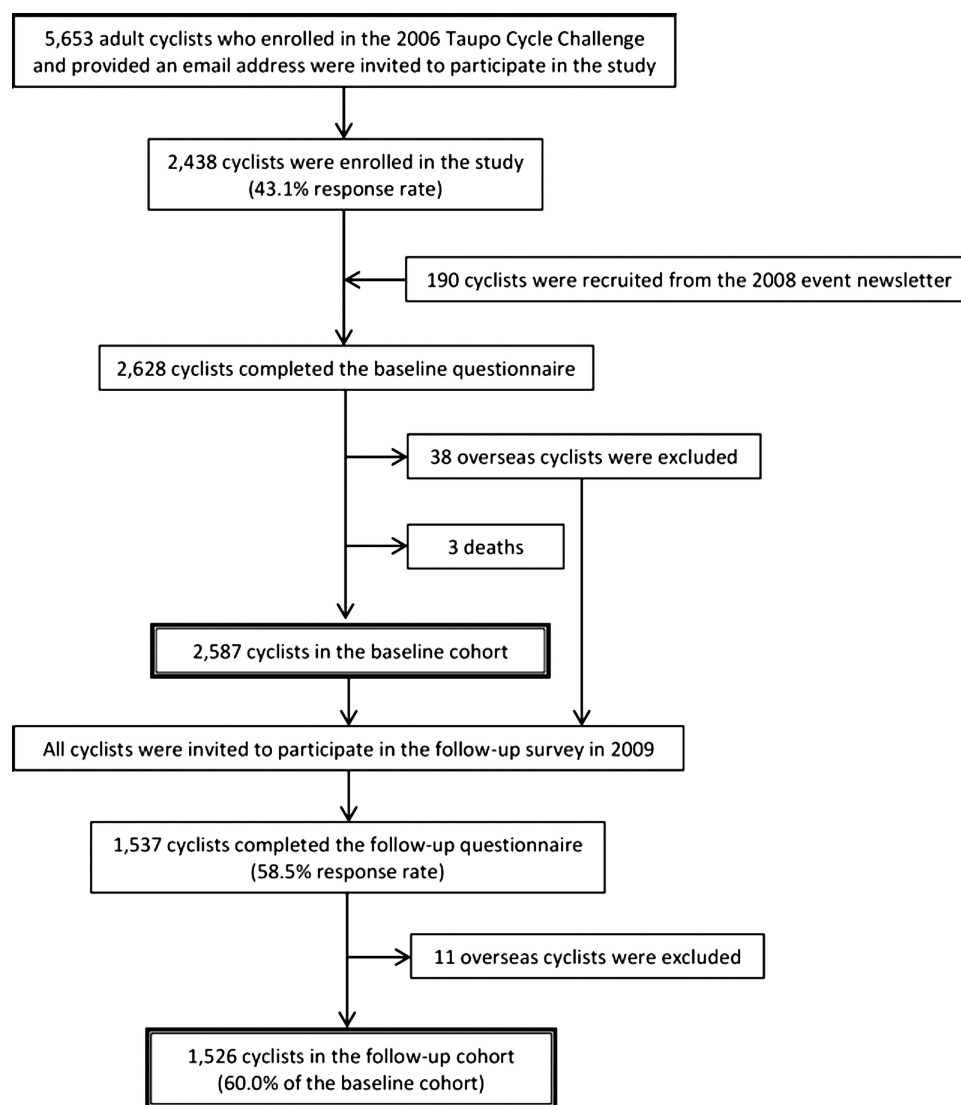 5,653 adult cyclists who enrolled in the 2006 Taupo Cycle Challenge
and provided an email address were invited to participate in the study
2,438 cyclists were enrolled in the study
(43.1% response rate)
190 cyclists were recruited from the 2008 event newsletter
2,628 cyclists completed the baseline questionnaire
38 overseas cyclists were excluded
3 deaths
2,587 cyclists in the baseline cohort
All cyclists were invited to participate in the follow-up survey in 2009
1,537 cyclists completed the follow-up questionnaire
(58.5% response rate)
11 overseas cyclists were excluded
1,526 cyclists in the follow-up cohort
(60.0% of the baseline cohort)